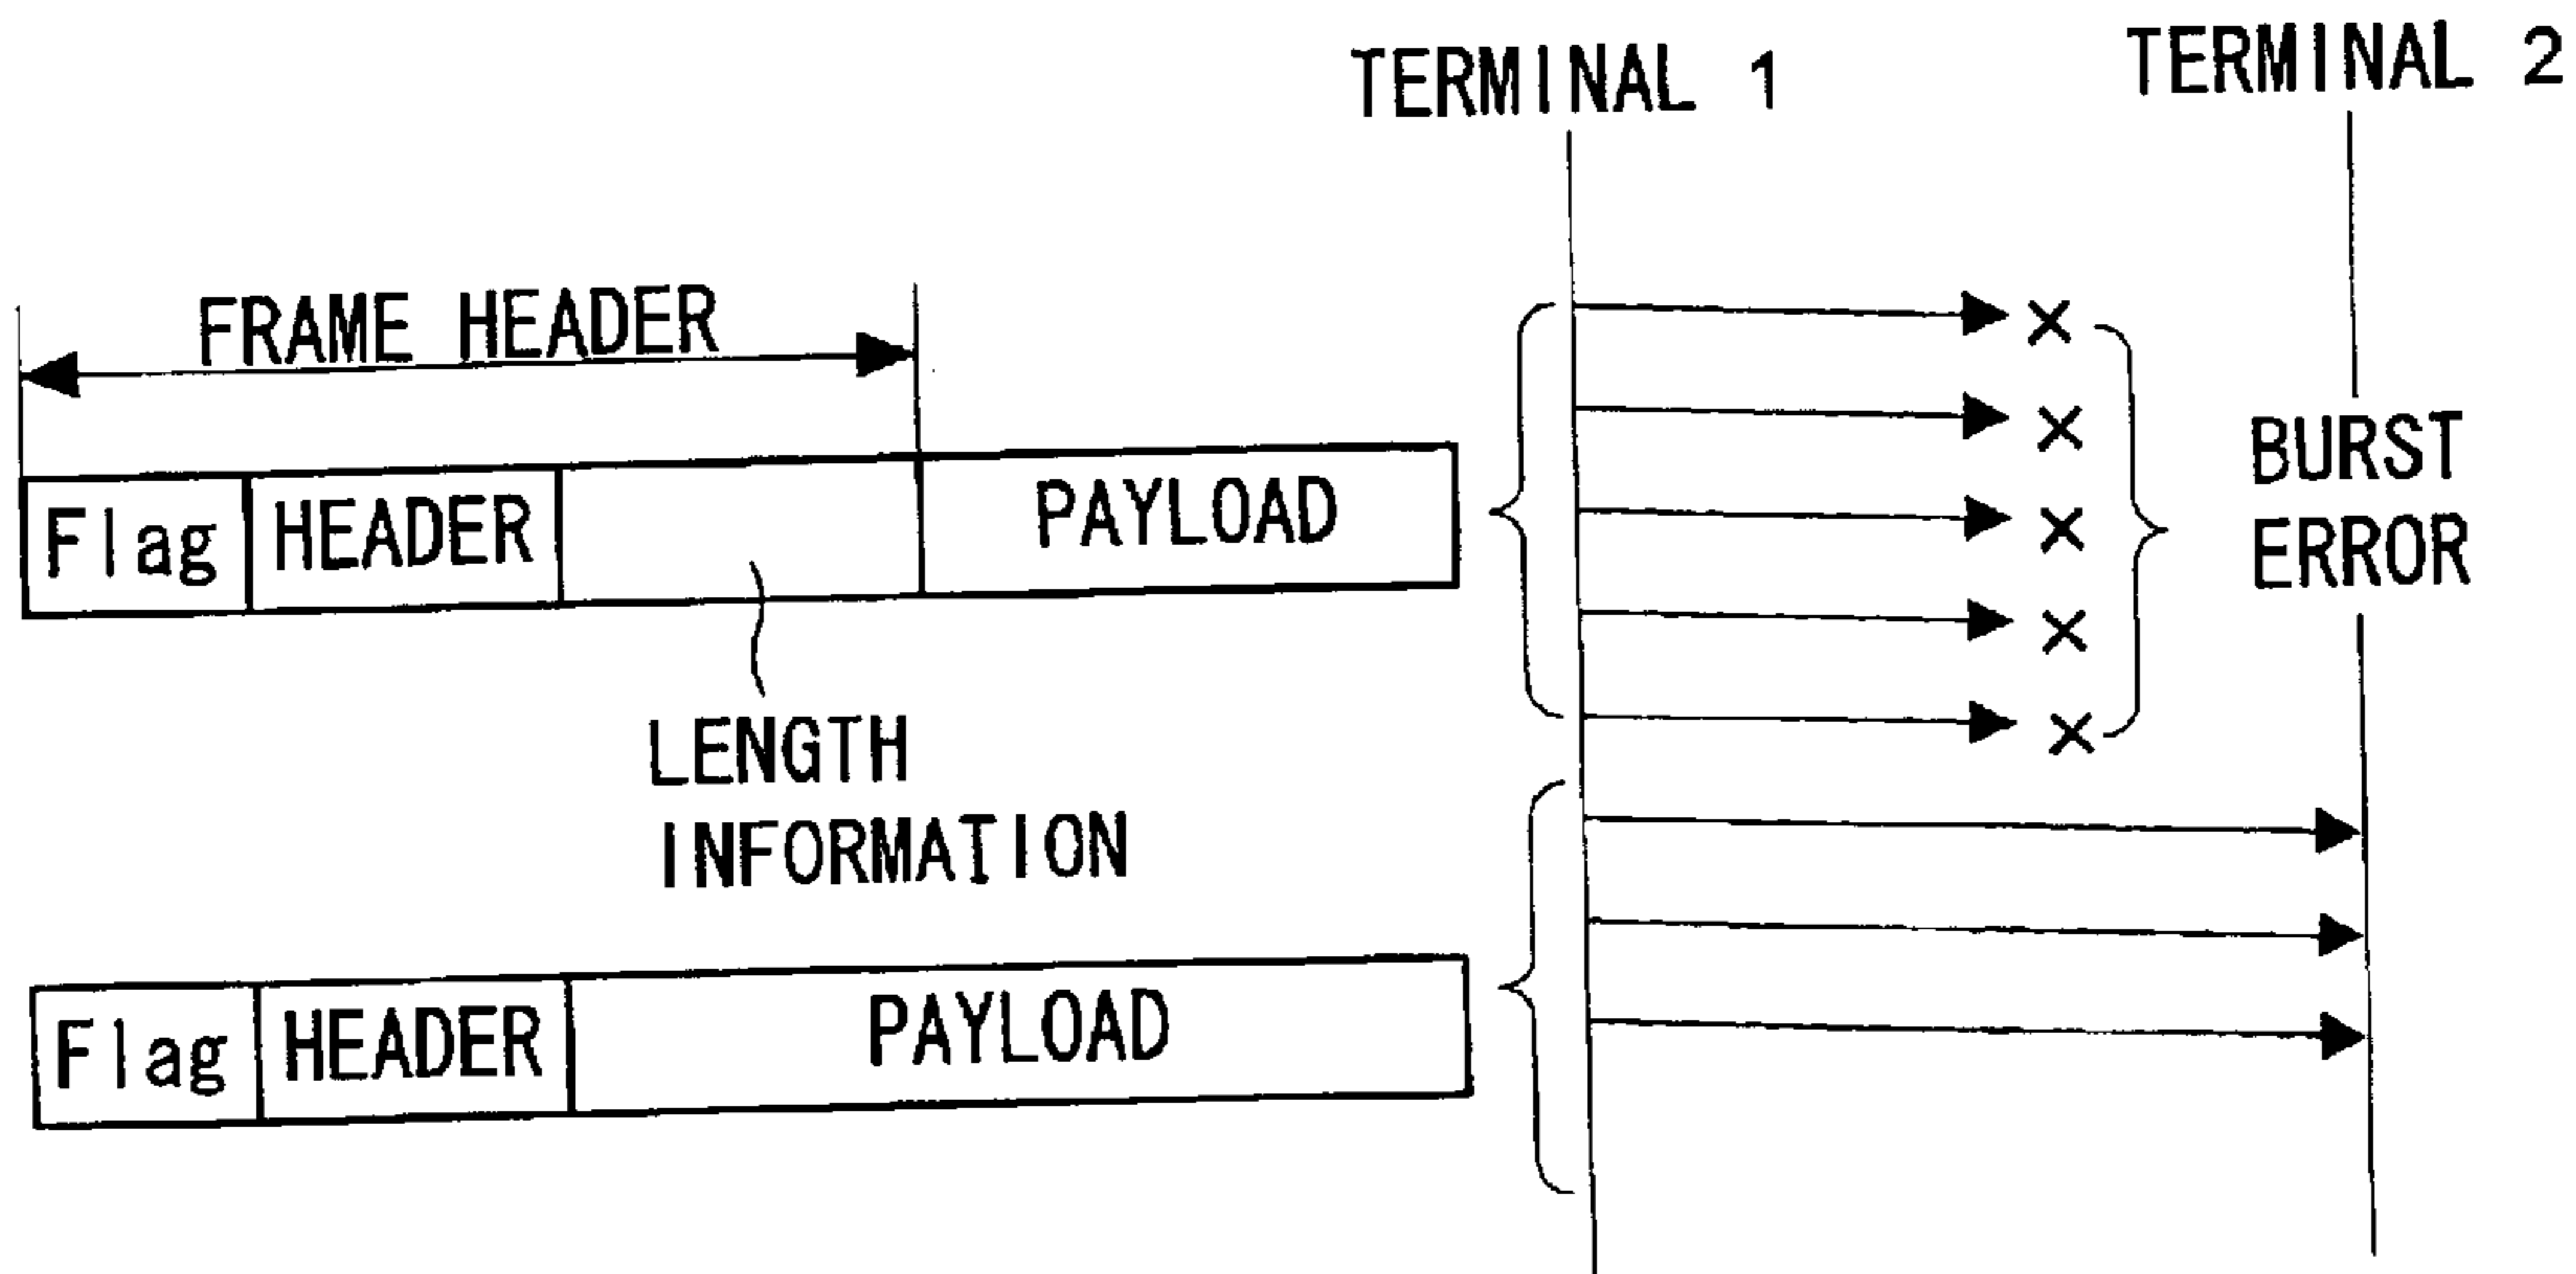 TERMINAL 1
TERMINAL 2
FRAME HEADER
Flag
HEADER
PAYLOAD
BURST
ERROR
LENGTH
INFORMATION
Flag
HEADER
PAYLOAD